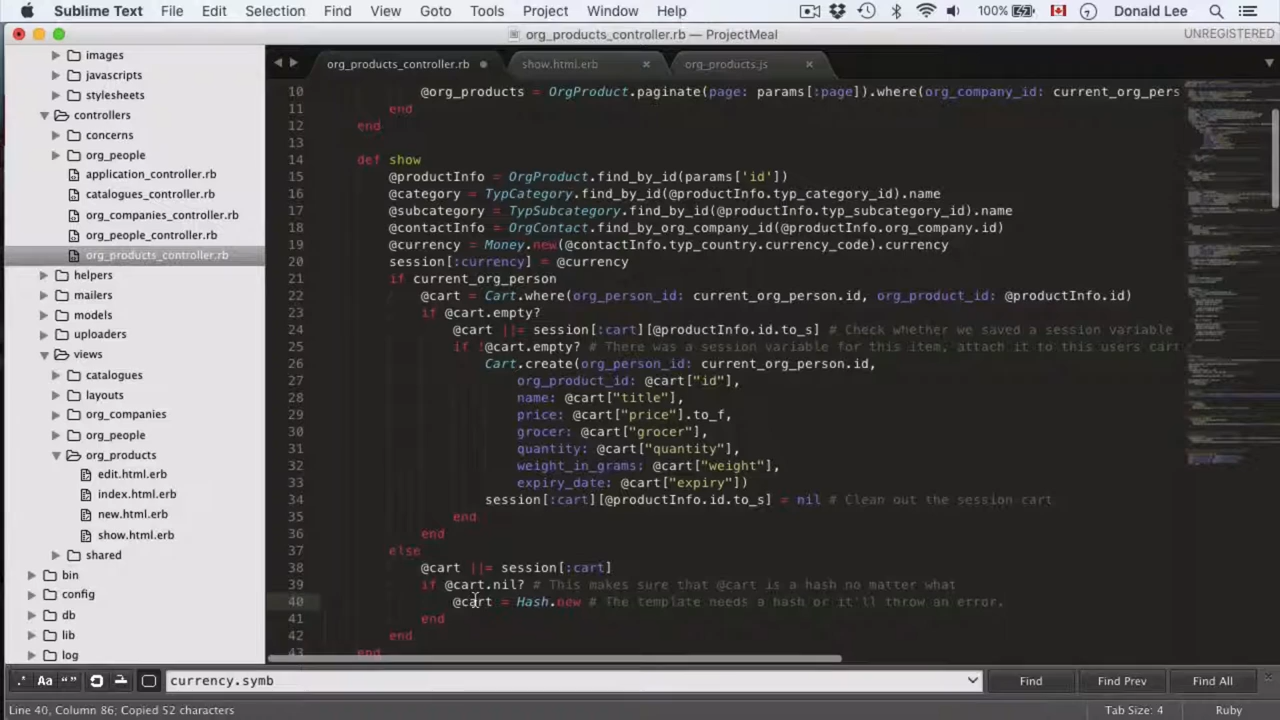 Sublime Text File Edit Selection Find View Goto Tools Project Window Help 100% Donald Lee
org_products_controller.rb — ProjectMeal UNREGISTERED
images
javascripts
stylesheets
controllers
concerns
org_people
application_controller.rb
catalogues_controller.rb
org_companies_controller.rb
org_people_controller.rb
org_products_controller.rb
helpers
mailers
models
uploaders
views
catalogues
layouts
org_companies
org_people
org_products
edit.html.erb
index.html.erb
new.html.erb
show.html.erb
shared
bin
config
db
lib
log
org_products_controller.rb show.html.erb org_products.js
10 @org_products = OrgProduct.paginate(page: params[:page]).where(org_company_id: current_org_pers
11 end
12 end
13
14 def show
15 @productInfo = OrgProduct.find_by_id(params['id'])
16 @category = TypCategory.find_by_id(@productInfo.typ_category_id).name
17 @subcategory = TypSubcategory.find_by_id(@productInfo.typ_subcategory_id).name
18 @contactInfo = OrgContact.find_by_org_company_id(@productInfo.org_company.id)
19 @currency = Money.new(@contactInfo.typ_country.currency_code).currency
20 session[:currency] = @currency
21 if current_org_person
22 @cart = Cart.where(org_person_id: current_org_person.id, org_product_id: @productInfo.id)
23 if @cart.empty?
24 @cart ||= session[:cart][@productInfo.id.to_s] # Check whether we saved a session variable
25 if !@cart.empty? # There was a session variable for this item, attach it to this users cart
26 Cart.create(org_person_id: current_org_person.id,
27 org_product_id: @cart["id"],
28 name: @cart["title"],
29 price: @cart["price"].to_f,
30 grocer: @cart["grocer"],
31 quantity: @cart["quantity"],
32 weight_in_grams: @cart["weight"],
33 expiry_date: @cart["expiry"])
34 session[:cart][@productInfo.id.to_s] = nil # Clean out the session cart
35 end
36 end
37 else
38 @cart ||= session[:cart]
39 if @cart.nil? # This makes sure that @cart is a hash no matter what
40 @cart = Hash.new # The template needs a hash or it'll throw an error.
41 end
42 end
43 end
.* Aa “” currency.symb Find Find Prev Find All
Line 40, Column 86; Copied 52 characters Tab Size: 4 Ruby